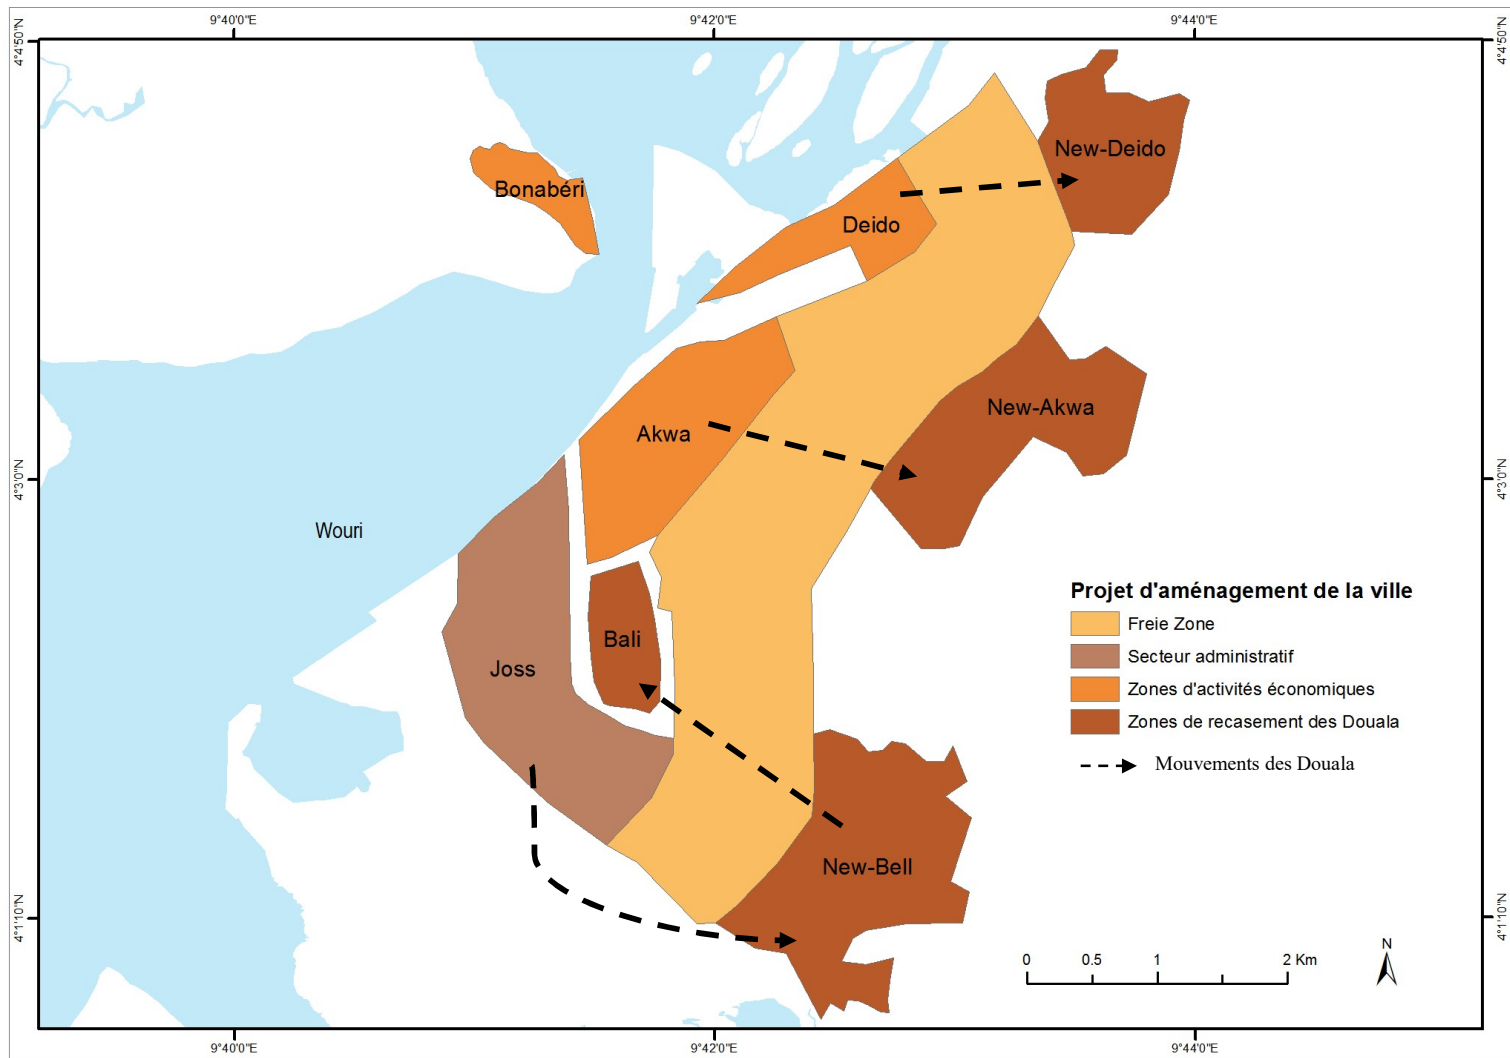 9°40'0"E
9°42'0"E
9°44'0"E
4°4'50"N
4°4'50"N
New-Deido
Bonabéri
Deido
New-Akwa
Akwa
4°3'0"N
4°3'0"N
Wouri
Projet d'aménagement de la ville
Freie Zone
Secteur administratif
Zones d'activités économiques
Zones de recasement des Douala
Mouvements des Douala
Bali
Joss
New-Bell
4°1'10"N
4°1'10"N
N
0 0.5 1 2 Km
9°40'0"E
9°42'0"E
9°44'0"E